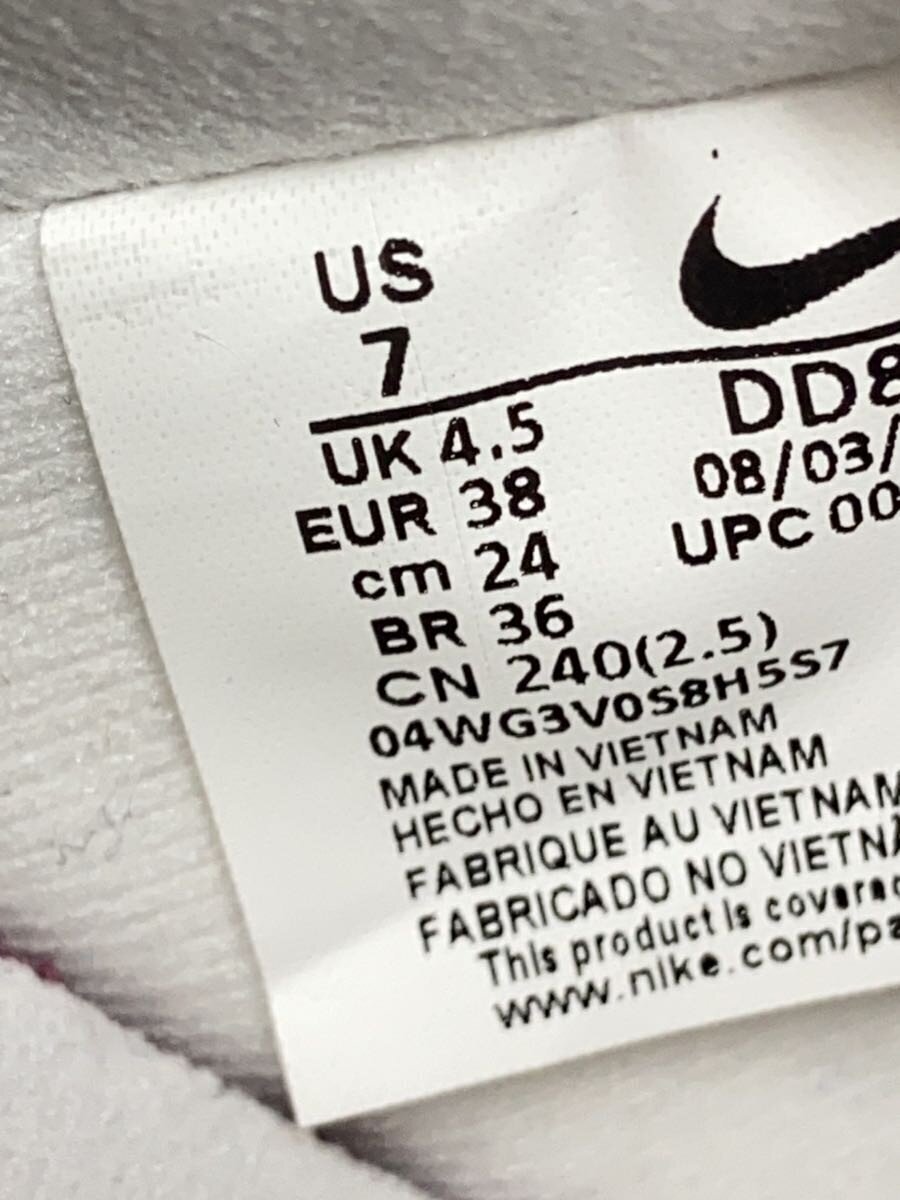 US
7
UK 4.5
EUR 38
cm 24
BR 36
CN 240(2.5)
04WG3V0S8H5S7
MADE IN VIETNAM
HECHO EN VIETNAM
FABRIQUE AU VIETNAM
FABRICADO NO VIETNA
This product is covered
www.nike.com/pa
DD8
08/03/
UPC 00